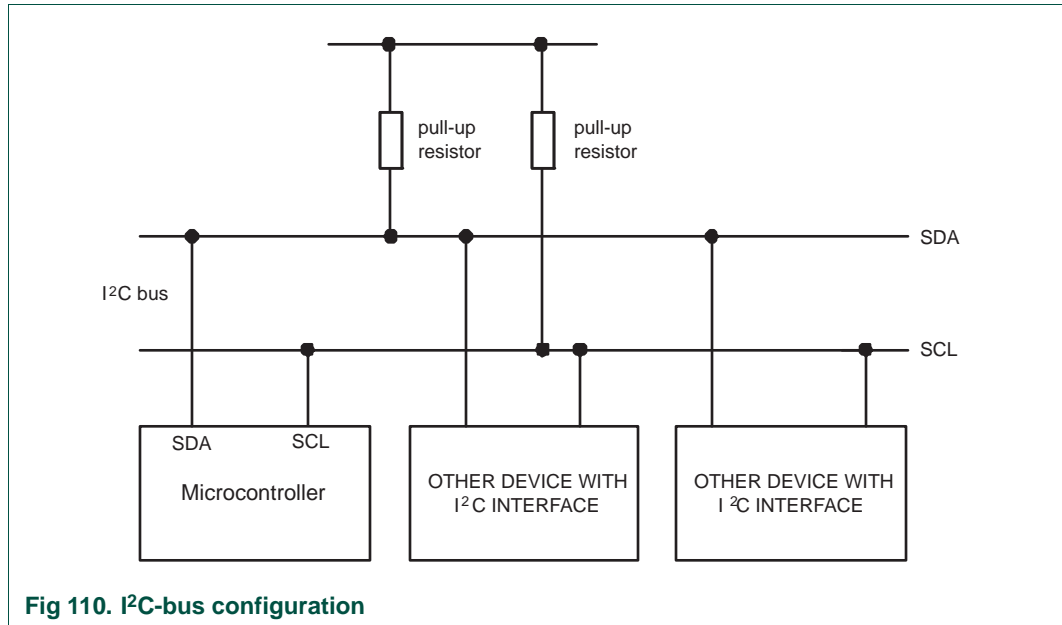 pull-up
resistor
pull-up
resistor
SDA
I²C bus
SCL
SDA
SCL
Microcontroller
OTHER DEVICE WITH
I²C INTERFACE
OTHER DEVICE WITH
I²C INTERFACE
Fig 110. I²C-bus configuration